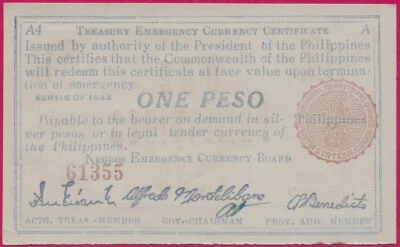 A4 TREASURY EMERGENCY CURRENCY CERTIFICATE A
Issued by authority of the President of the Philippines
This certifies that the Commonwealth of the Philippines
will redeem this certificate at face value upon termina-
tion of emergency.
SERIES OF 1944
ONE PESO
Payable to the bearer on demand in sil-
ver pesos or in legal tender currency of
the Philippines.
Philippines
NEGROS EMERGENCY CURRENCY BOARD
61355
Alfredo Montelibano
P Benedicto
ACTG. TREAS.-MEMBER GOV.-CHAIRMAN PROV. AUD. MEMBER